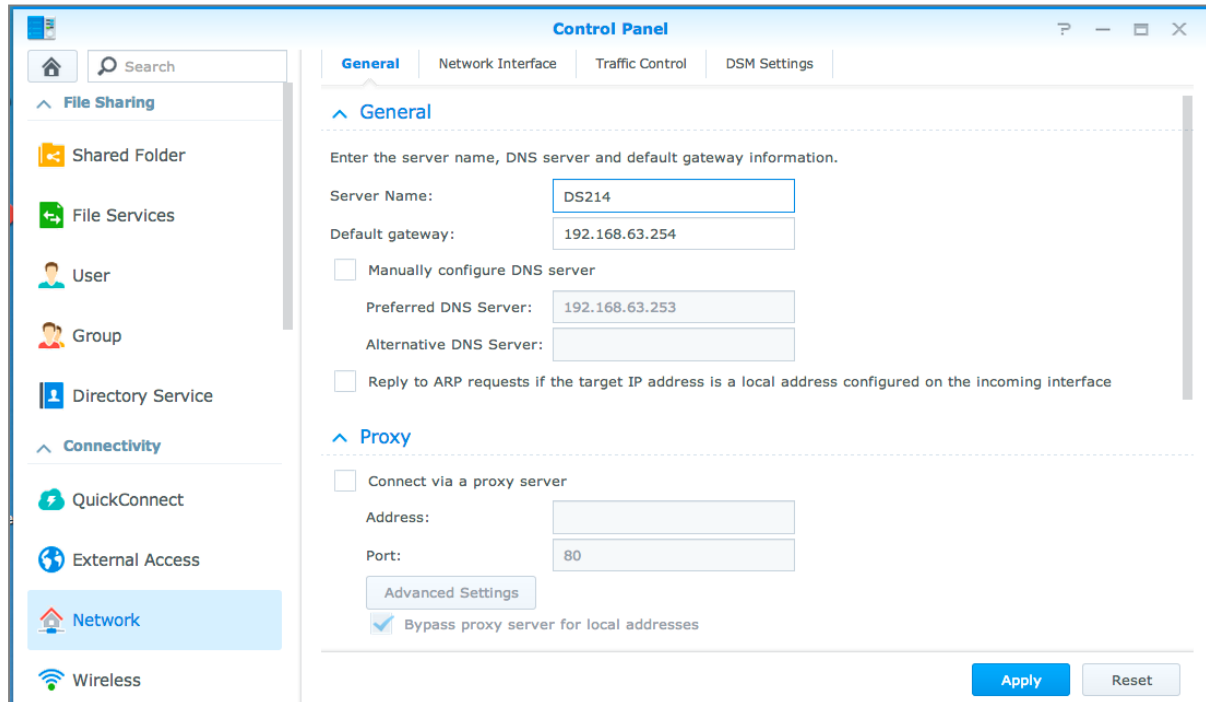 Control Panel
Search
File Sharing
Shared Folder
File Services
User
Group
Directory Service
Connectivity
QuickConnect
External Access
Network
Wireless
General Network Interface Traffic Control DSM Settings
General
Enter the server name, DNS server and default gateway information.
Server Name: DS214
Default gateway: 192.168.63.254
Manually configure DNS server
Preferred DNS Server: 192.168.63.253
Alternative DNS Server:
Reply to ARP requests if the target IP address is a local address configured on the incoming interface
Proxy
Connect via a proxy server
Address:
Port: 80
Advanced Settings
Bypass proxy server for local addresses
Apply Reset